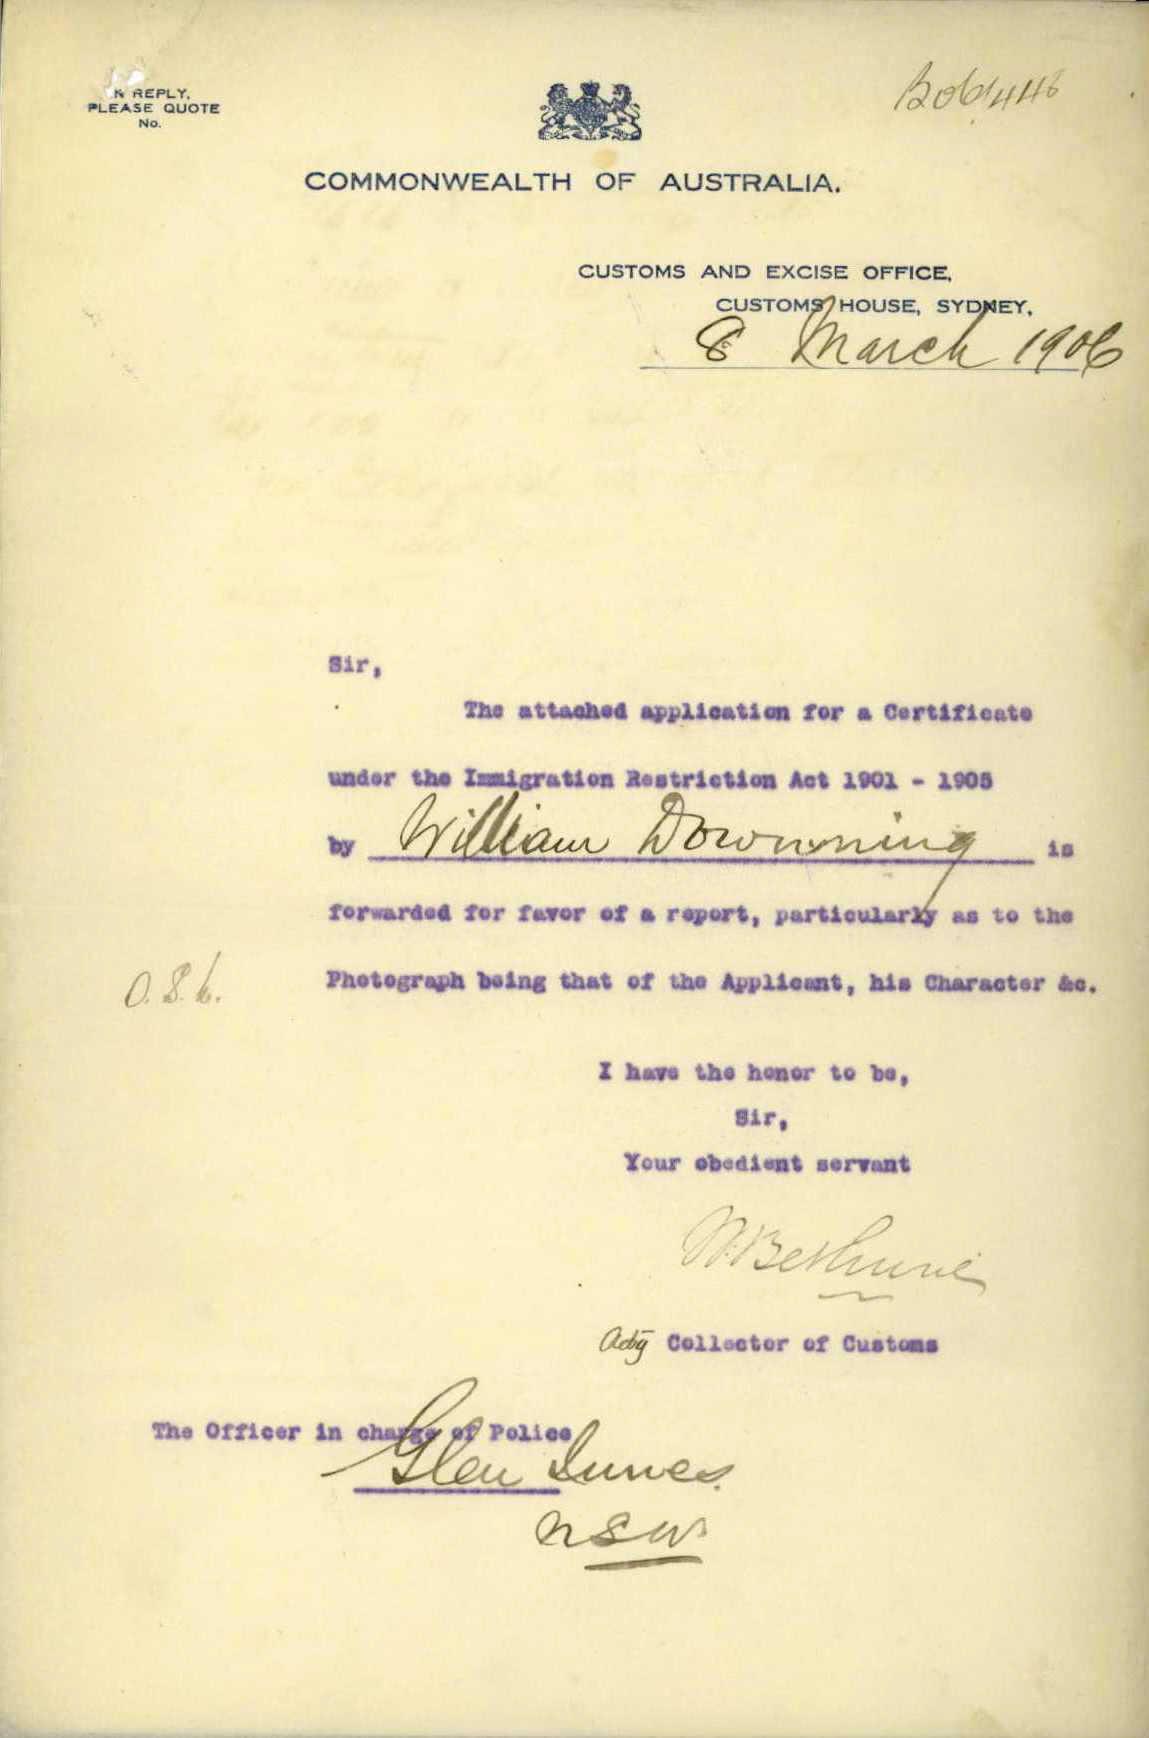 IN REPLY,
PLEASE QUOTE
No.
B06/446
COMMONWEALTH OF AUSTRALIA.
CUSTOMS AND EXCISE OFFICE,
CUSTOMS HOUSE, SYDNEY,
8 March 1906
Sir,
The attached application for a Certificate
under the Immigration Restriction Act 1901 - 1905
by William Downing is
forwarded for favor of a report, particularly as to the
Photograph being that of the Applicant, his Character &c.
I have the honor to be,
Sir,
Your obedient servant
N. Bethune
Actg Collector of Customs
The Officer in charge of Police
Glen Innes.
NSW